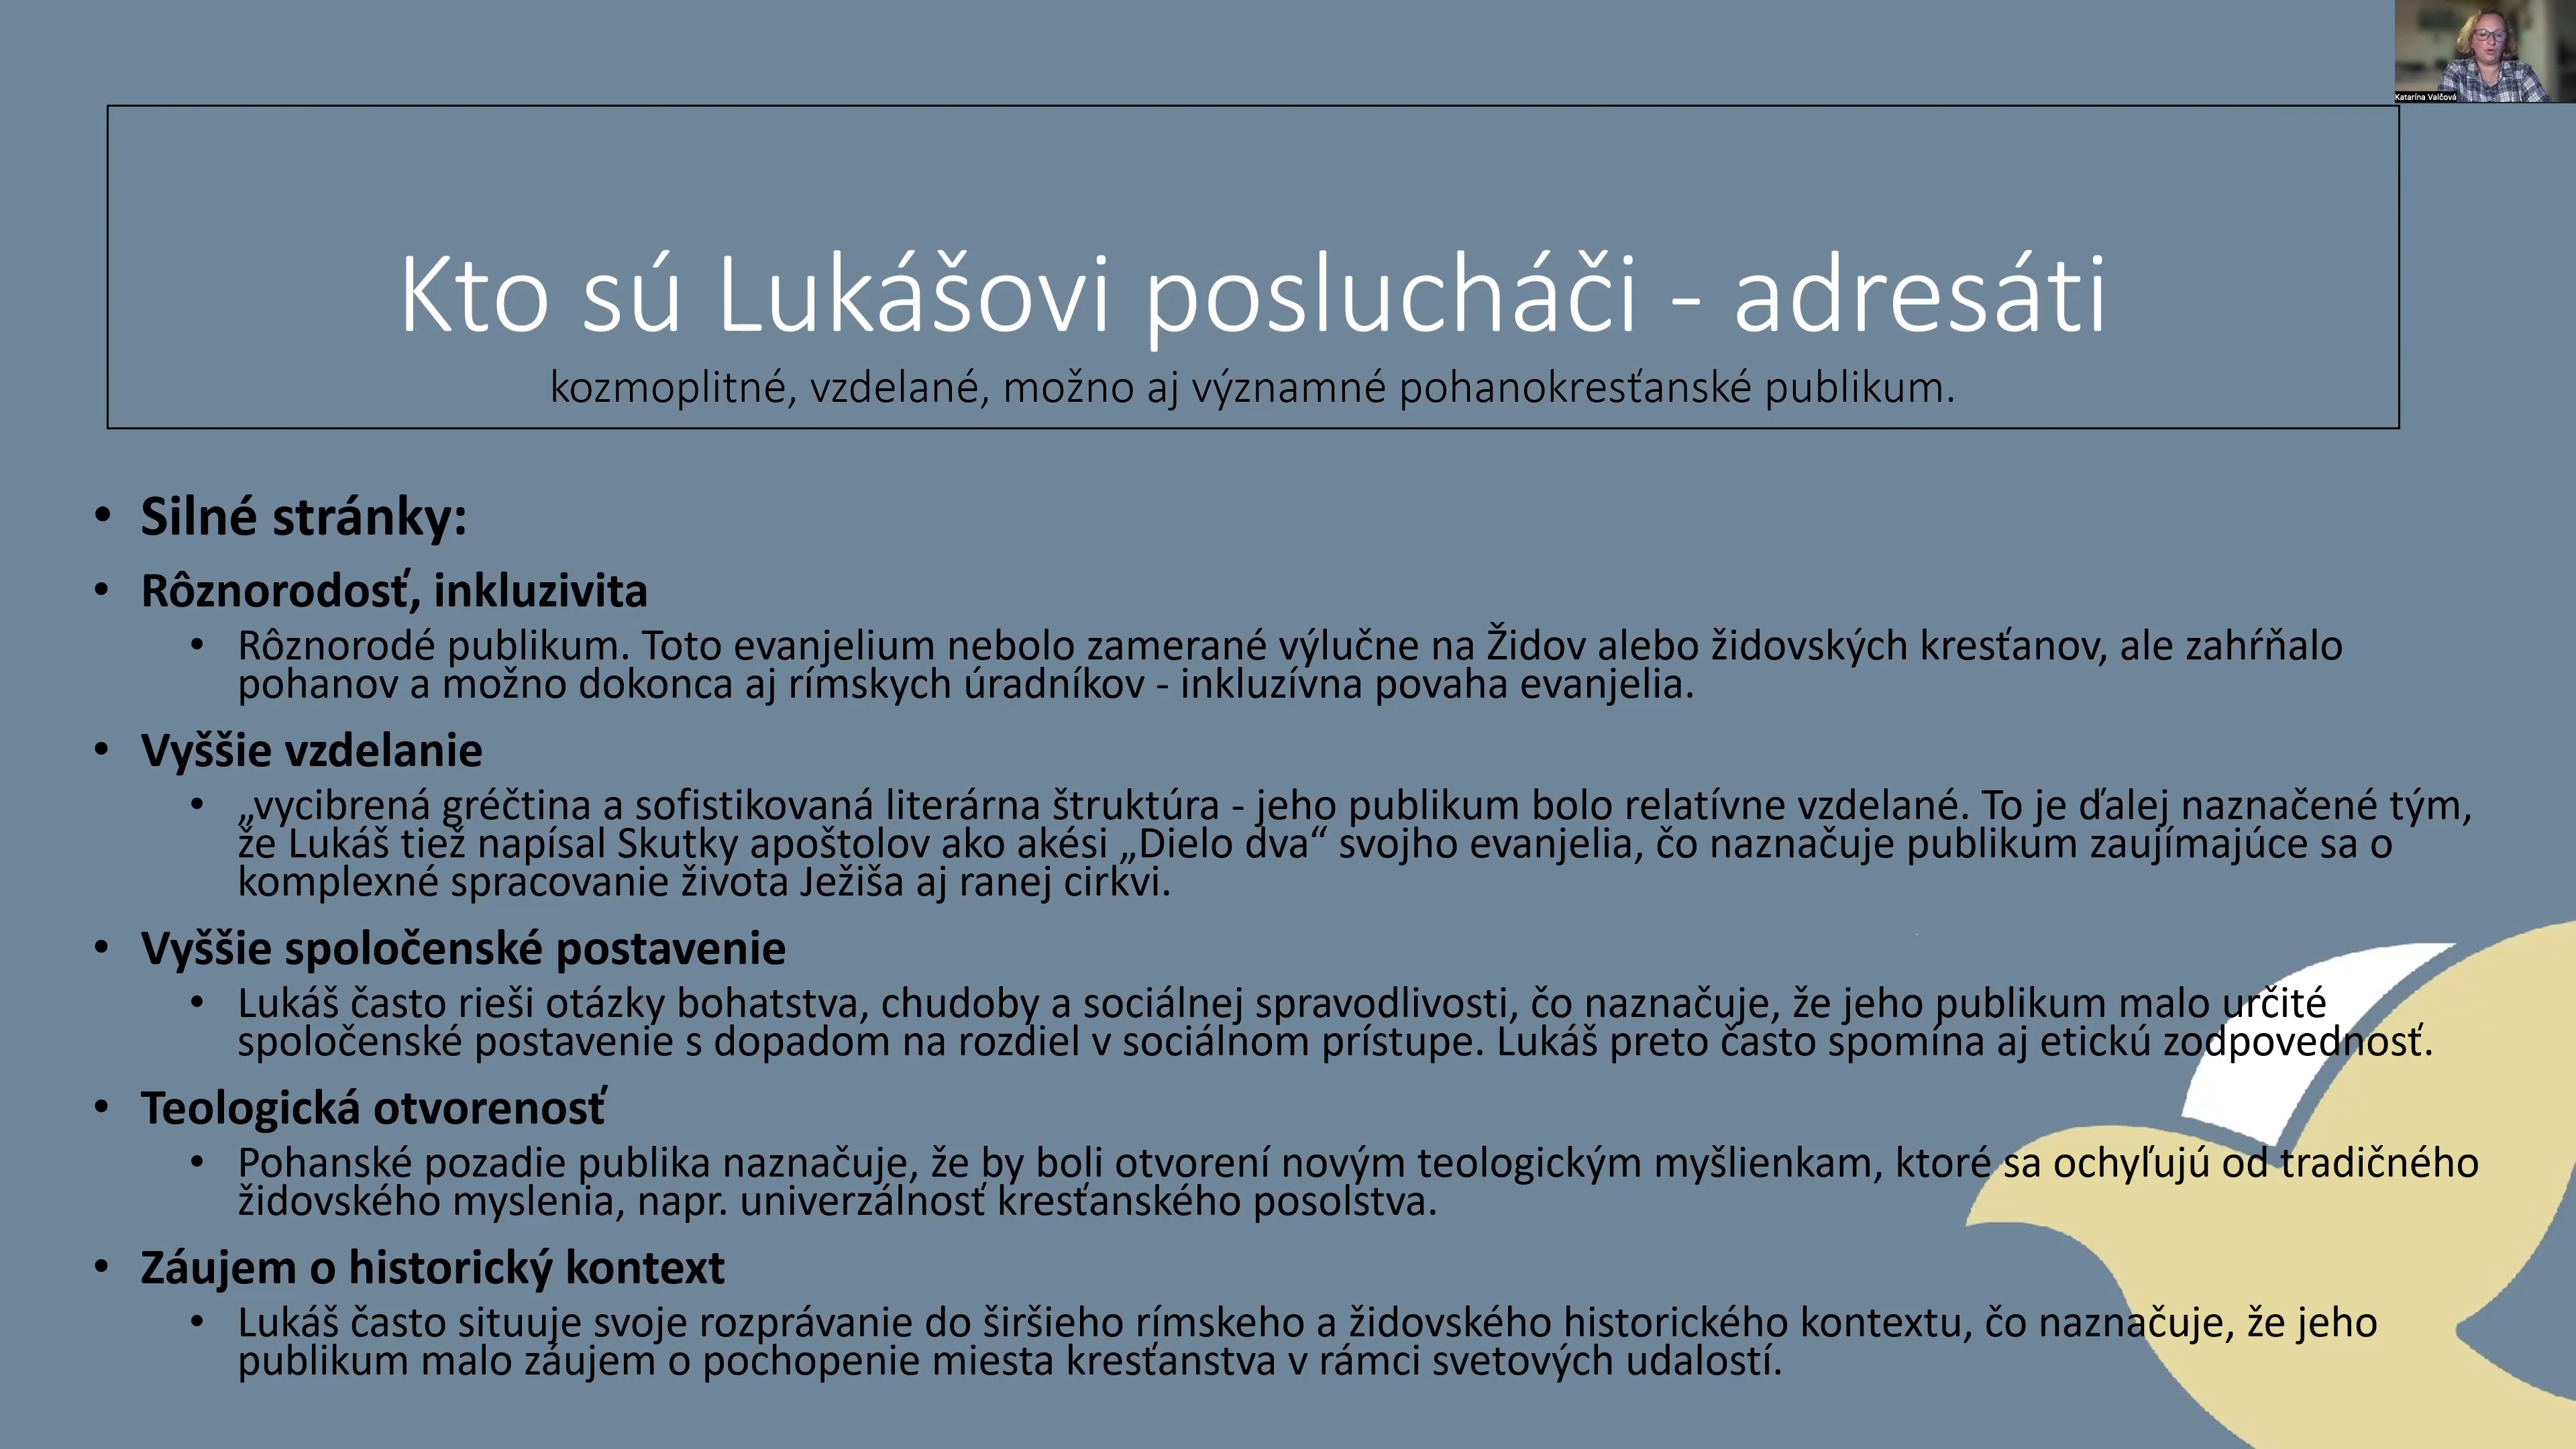 Katarína Valčová
Kto sú Lukášovi poslucháči - adresáti
kozmoplitné, vzdelané, možno aj významné pohanokresťanské publikum.
• Silné stránky:
• Rôznorodosť, inkluzivita
• Rôznorodé publikum. Toto evanjelium nebolo zamerané výlučne na Židov alebo židovských kresťanov, ale zahŕňalo
pohanov a možno dokonca aj rímskych úradníkov - inkluzívna povaha evanjelia.
• Vyššie vzdelanie
• „vycibrená gréčtina a sofistikovaná literárna štruktúra - jeho publikum bolo relatívne vzdelané. To je ďalej naznačené tým,
že Lukáš tiež napísal Skutky apoštolov ako akési „Dielo dva“ svojho evanjelia, čo naznačuje publikum zaujímajúce sa o
komplexné spracovanie života Ježiša aj ranej cirkvi.
• Vyššie spoločenské postavenie
• Lukáš často rieši otázky bohatstva, chudoby a sociálnej spravodlivosti, čo naznačuje, že jeho publikum malo určité
spoločenské postavenie s dopadom na rozdiel v sociálnom prístupe. Lukáš preto často spomína aj etickú zodpovednosť.
• Teologická otvorenosť
• Pohanské pozadie publika naznačuje, že by boli otvorení novým teologickým myšlienkam, ktoré sa ochyľujú od tradičného
židovského myslenia, napr. univerzálnosť kresťanského posolstva.
• Záujem o historický kontext
• Lukáš často situuje svoje rozprávanie do širšieho rímskeho a židovského historického kontextu, čo naznačuje, že jeho
publikum malo záujem o pochopenie miesta kresťanstva v rámci svetových udalostí.